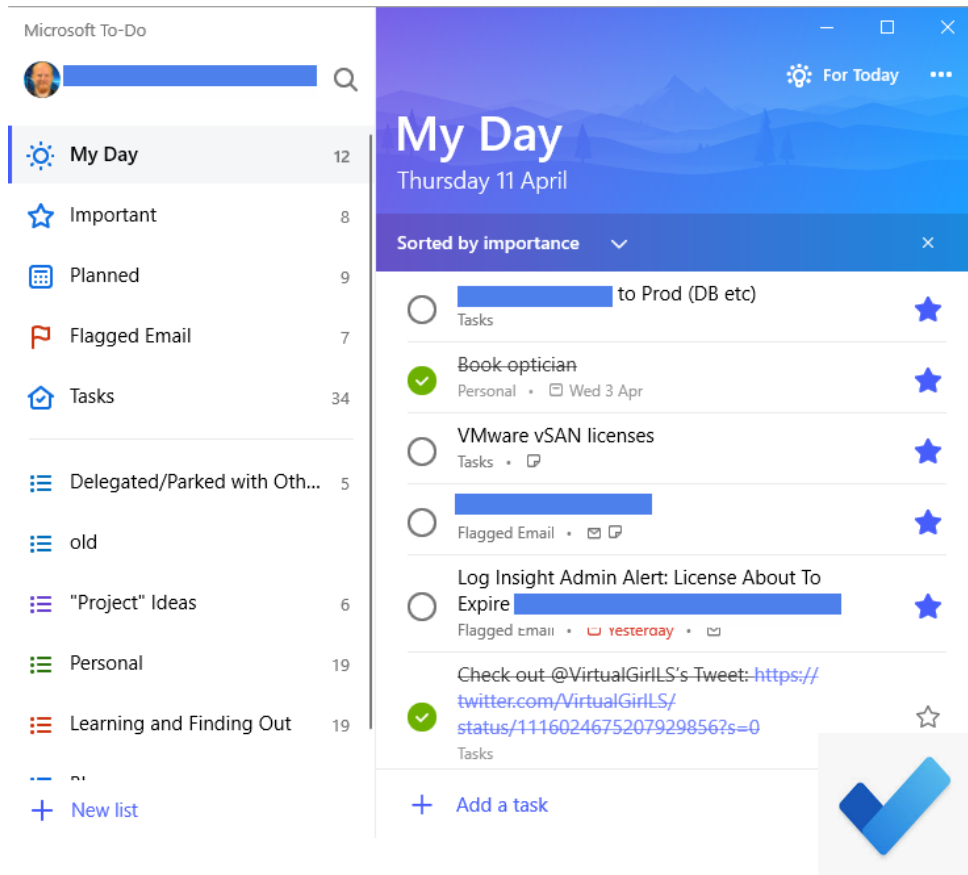 Microsoft To-Do
My Day 12
Important 8
Planned 9
Flagged Email 7
Tasks 34
Delegated/Parked with Oth... 5
old
"Project" Ideas 6
Personal 19
Learning and Finding Out 19
New list
For Today
My Day
Thursday 11 April
Sorted by importance
to Prod (DB etc)
Tasks
Book optician
Personal • Wed 3 Apr
VMware vSAN licenses
Tasks •
Flagged Email •
Log Insight Admin Alert: License About To
Expire
Flagged Email • Yesterday •
Check out @VirtualGirlLS's Tweet: https://
twitter.com/VirtualGirlLS/
status/1116024675207929856?s=0
Tasks
Add a task